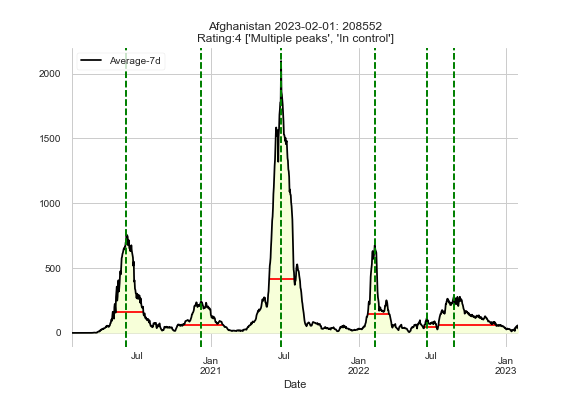 Afghanistan 2023-02-01: 208552
Rating:4 ['Multiple peaks', 'In control']
Average-7d
2000
1500
1000
500
0
Jul
Jan
2021
Jul
Jan
2022
Jul
Jan
2023
Date